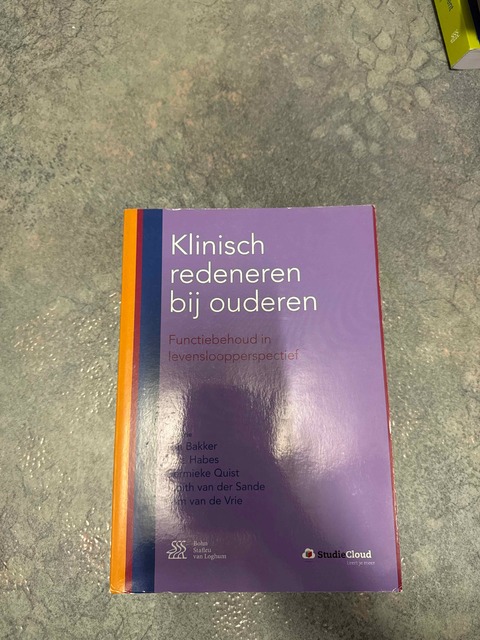 Klinisch
redeneren
bij ouderen
Functiebehoud in
levensloopperspectief
Bakker
Habes
Quist
van der Sande
van de Vrie
Bohn
Stafleu
van Loghum
StudieCloud